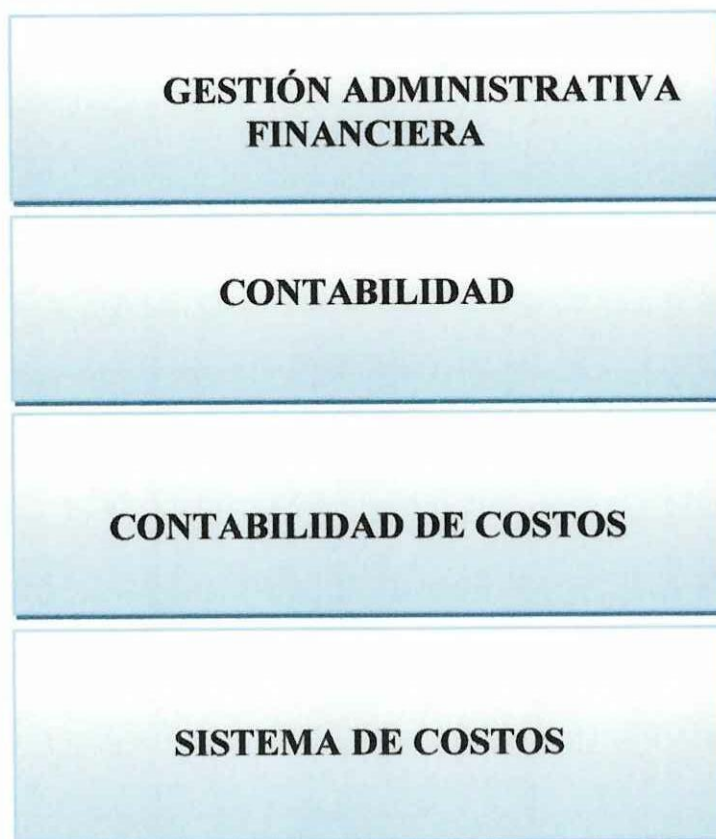 GESTIÓN ADMINISTRATIVA
FINANCIERA
CONTABILIDAD
CONTABILIDAD DE COSTOS
SISTEMA DE COSTOS